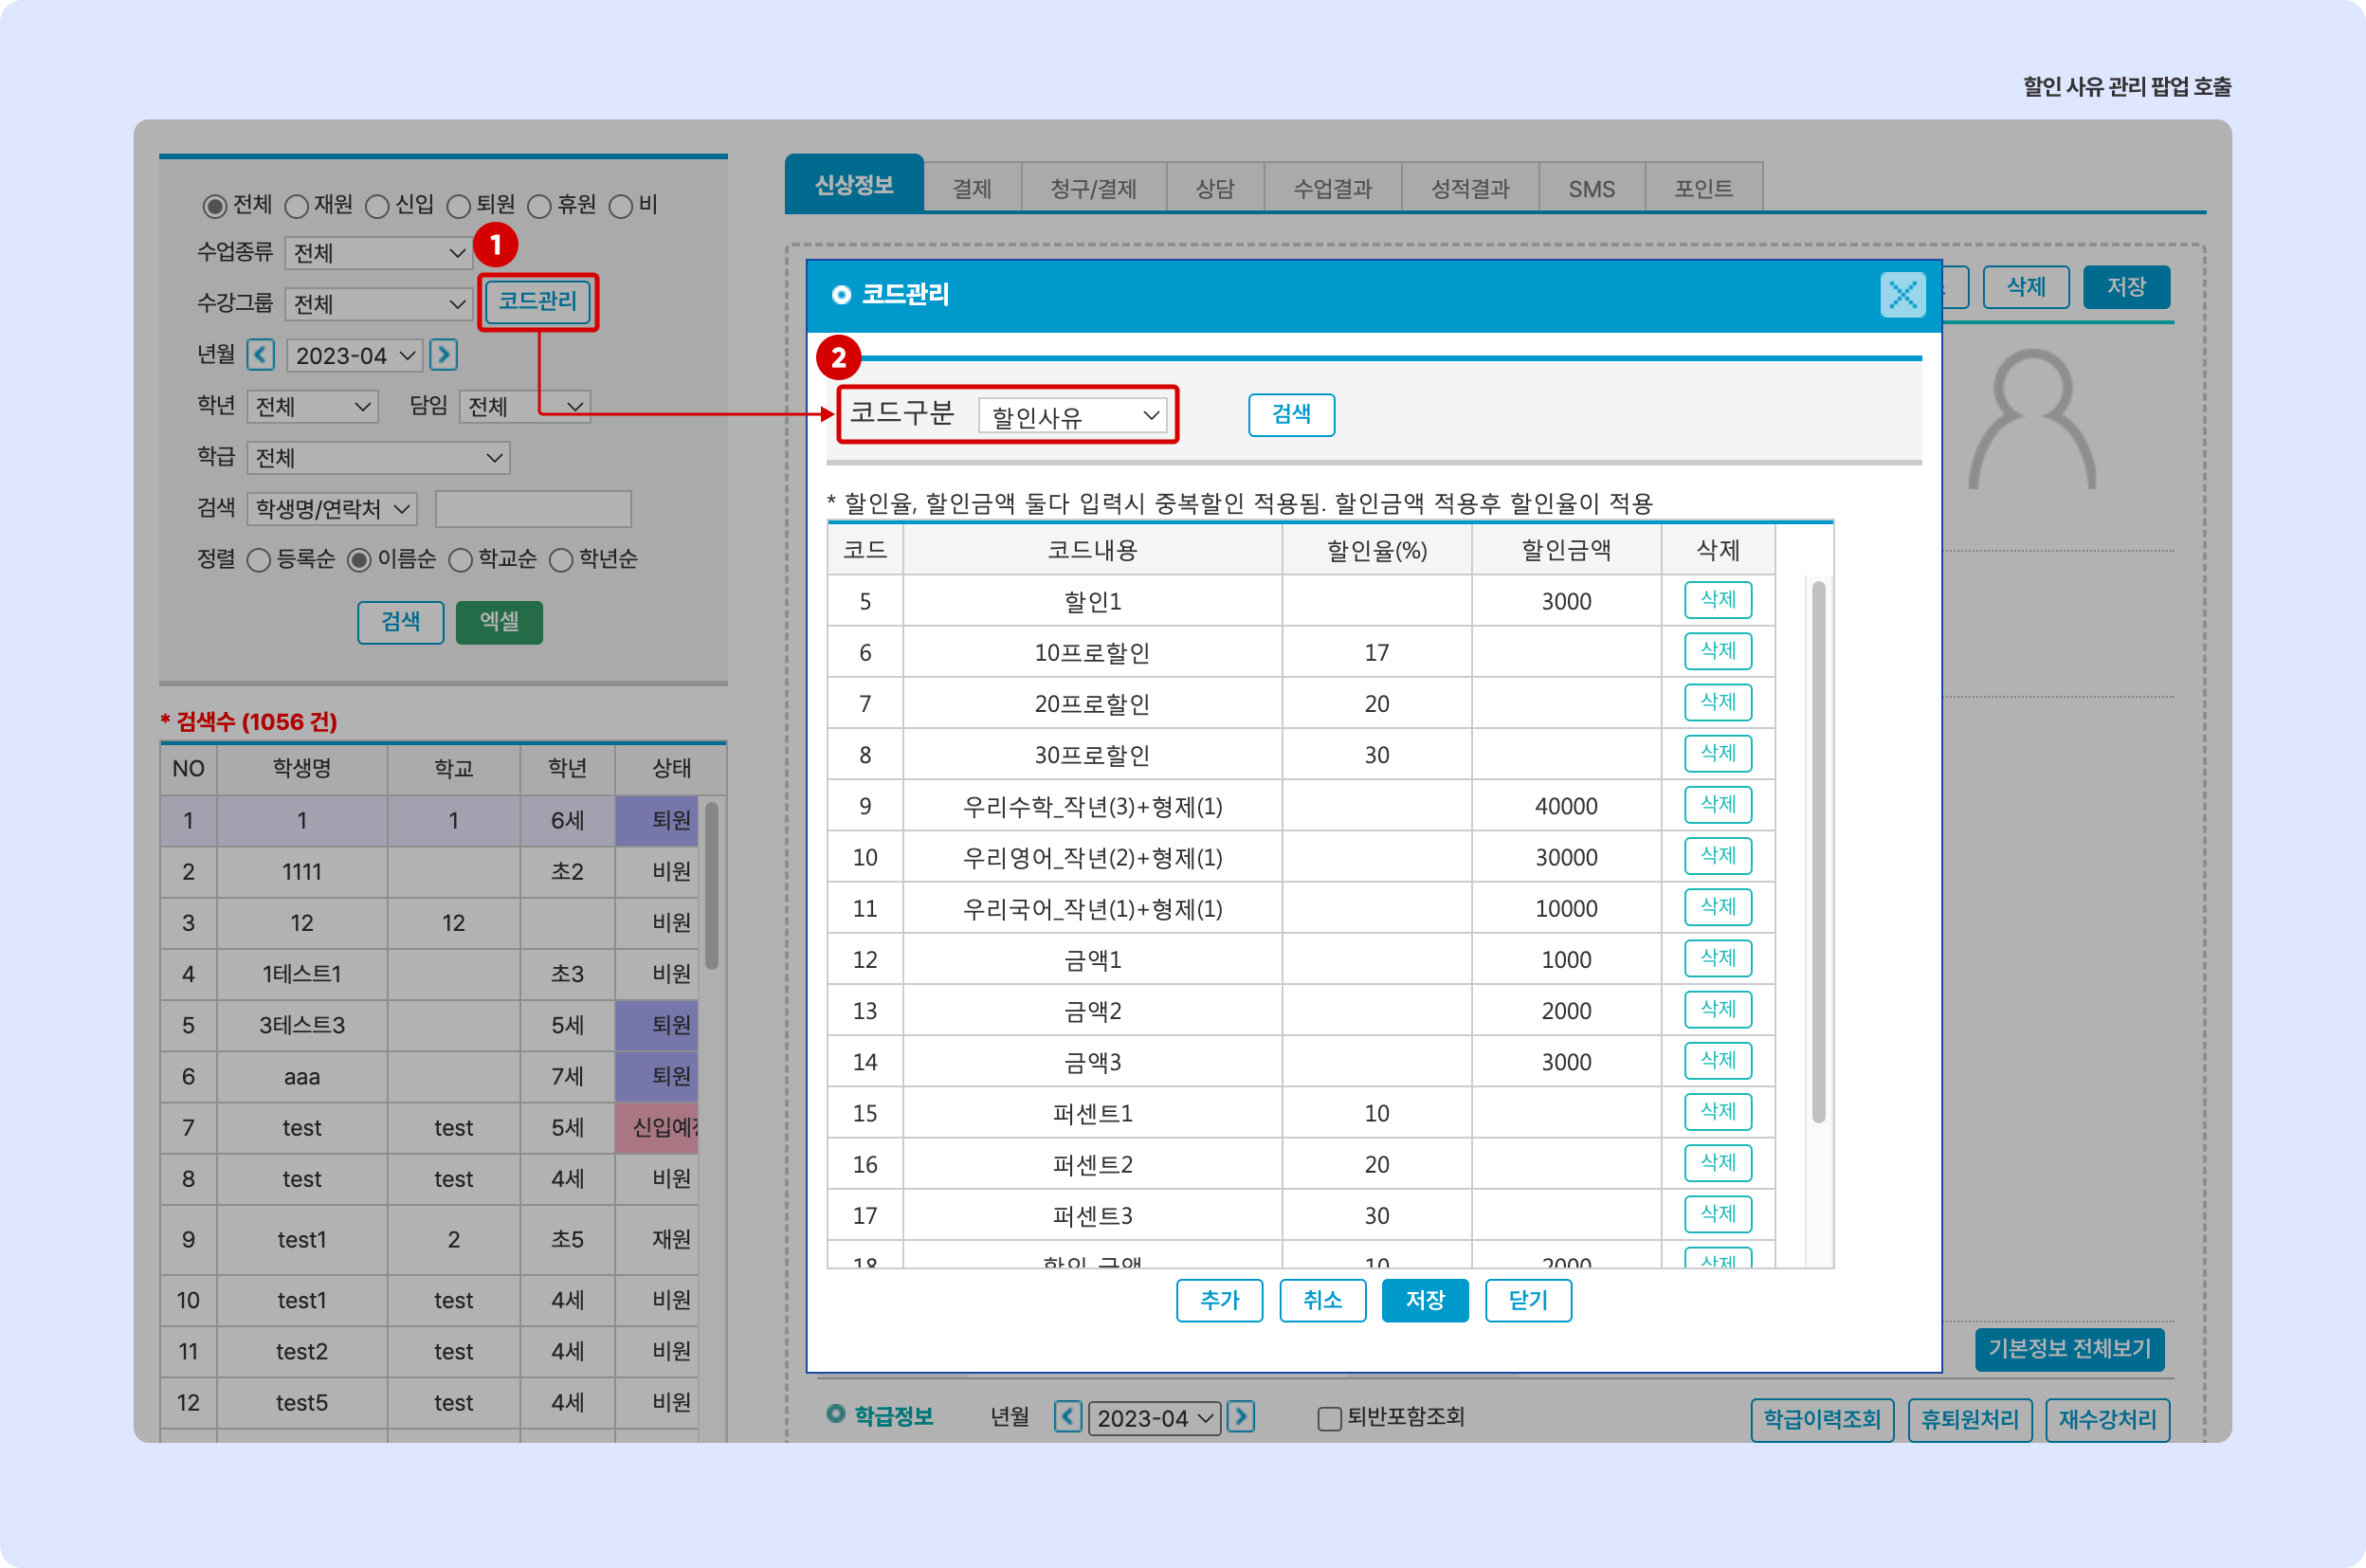 할인 사유 관리 팝업 호출
전체 재원 신입 퇴원 휴원 비
수업종류 전체
1
수강그룹 전체 코드관리
년월 2023-04
학년 전체 담임 전체
학급 전체
검색 학생명/연락처
정렬 등록순 이름순 학교순 학년순
검색 엑셀
* 검색수 (1056 건)
NO 학생명 학교 학년 상태
1 1 1 6세 퇴원
2 1111 초2 비원
3 12 12 비원
4 1테스트1 초3 비원
5 3테스트3 5세 퇴원
6 aaa 7세 퇴원
7 test test 5세 신입예정
8 test test 4세 비원
9 test1 2 초5 재원
10 test1 test 4세 비원
11 test2 test 4세 비원
12 test5 test 4세 비원
신상정보 결제 청구/결제 상담 수업결과 성적결과 SMS 포인트
삭제 저장
코드관리
2
코드구분 할인사유 검색
* 할인율, 할인금액 둘다 입력시 중복할인 적용됨. 할인금액 적용후 할인율이 적용
코드 코드내용 할인율(%) 할인금액 삭제
5 할인1 3000 삭제
6 10프로할인 17 삭제
7 20프로할인 20 삭제
8 30프로할인 30 삭제
9 우리수학_작년(3)+형제(1) 40000 삭제
10 우리영어_작년(2)+형제(1) 30000 삭제
11 우리국어_작년(1)+형제(1) 10000 삭제
12 금액1 1000 삭제
13 금액2 2000 삭제
14 금액3 3000 삭제
15 퍼센트1 10 삭제
16 퍼센트2 20 삭제
17 퍼센트3 30 삭제
18 할인 금액 10 2000 삭제
추가 취소 저장 닫기
기본정보 전체보기
학급정보 년월 2023-04 퇴반포함조회 학급이력조회 휴퇴원처리 재수강처리